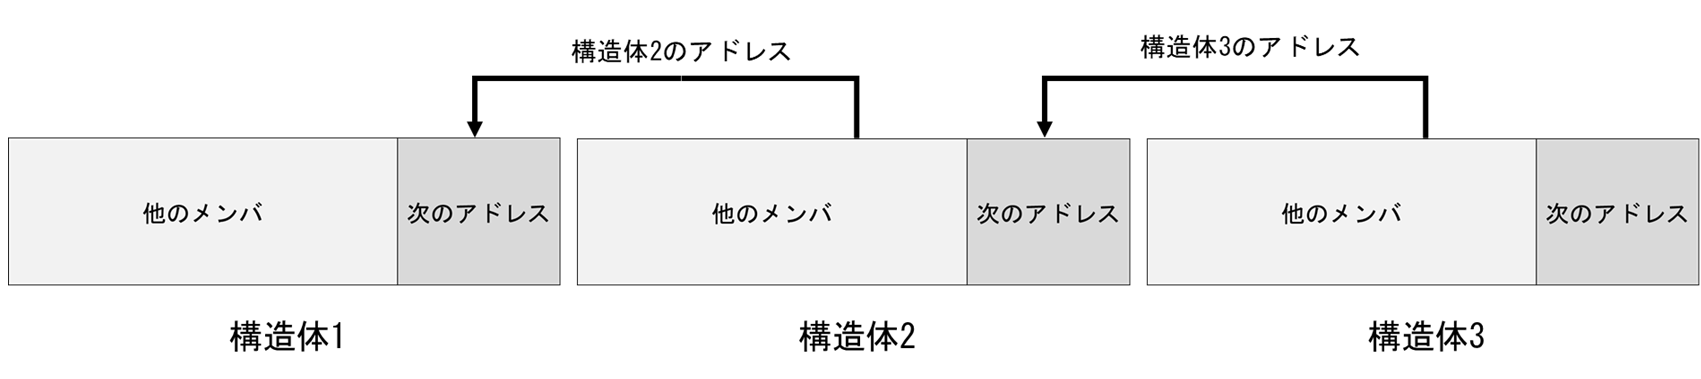 構造体2のアドレス
構造体3のアドレス
他のメンバ
次のアドレス
他のメンバ
次のアドレス
他のメンバ
次のアドレス
構造体1
構造体2
構造体3